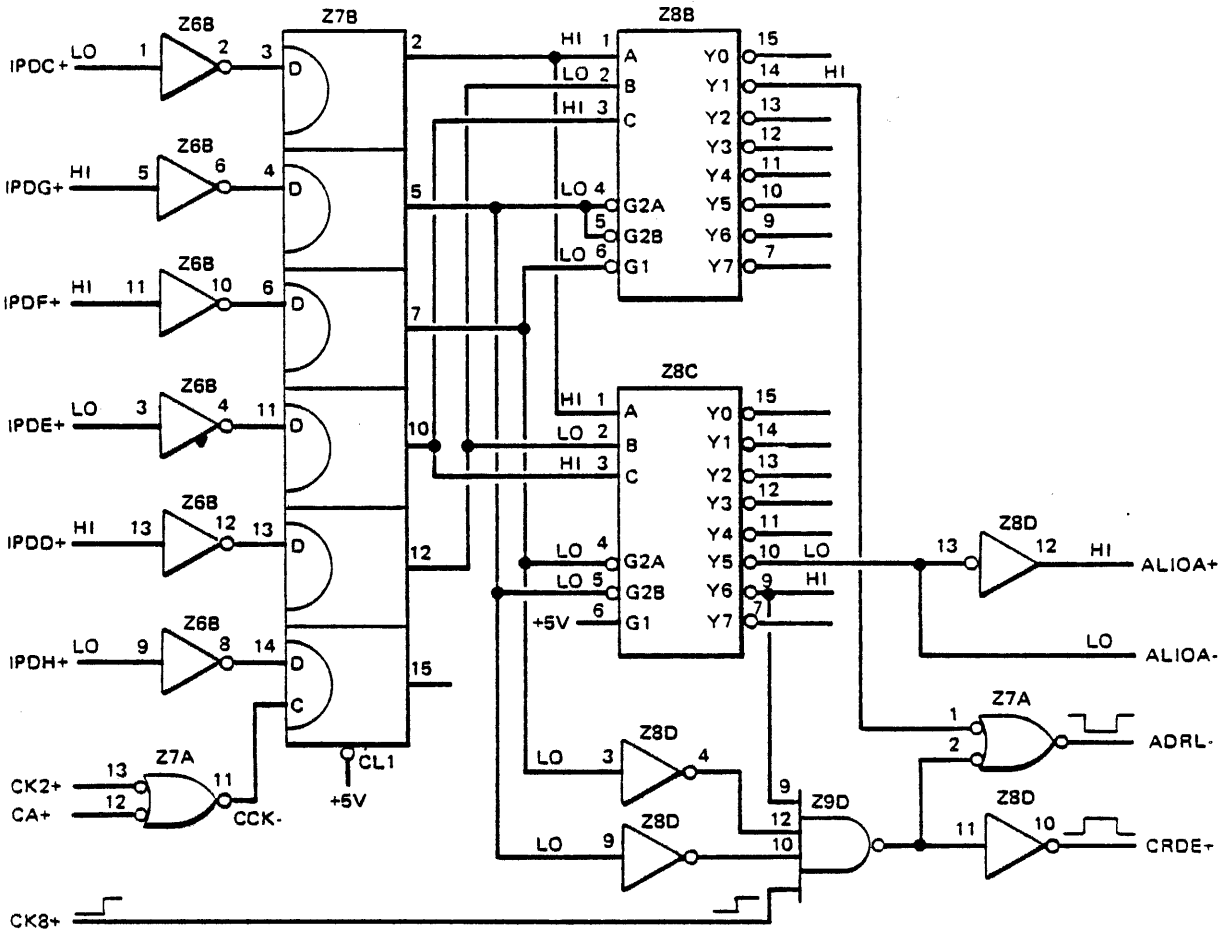 Z6B Z7B Z8B
IPDC+ LO 1 2 3 D 2 HI 1 A Y0 15
LO 2 B Y1 14 HI
HI 3 C Y2 13
Y3 12
Z6B
IPDG+ HI 5 6 4 D 5 LO 4 G2A Y4 11
5 G2B Y5 10
LO 6 G1 Y6 9
Y7 7
Z6B
IPDF+ HI 11 10 6 D 7
Z6B Z8C
IPDE+ LO 3 4 11 D 10 HI 1 A Y0 15
LO 2 B Y1 14
HI 3 C Y2 13
Y3 12
Z6B
IPDD+ HI 13 12 13 D 12 LO 4 G2A Y4 11
Y5 10 LO 13 Z8D 12 HI ALIOA+
LO 5 G2B Y6 9 HI
+5V 6 G1 Y7 7
Z6B
IPDH+ LO 9 8 14 D 15
C
LO ALIOA-
Z7A
CK2+ 13
CA+ 12
11 CCK-
CL1
+5V
LO 3 Z8D 4
LO 9 Z8D
9
12
10
Z9D
1
2
Z7A
ADRL-
11 Z8D 10 CRDE+
CK8+